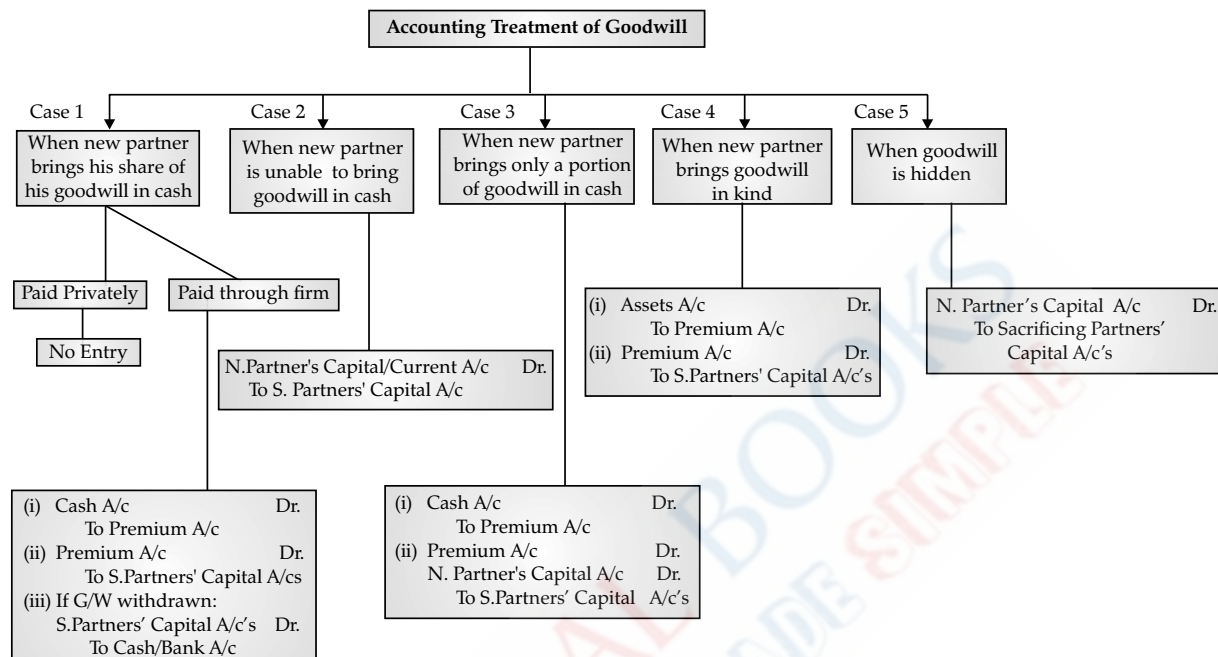 Accounting Treatment of Goodwill
Case 1
When new partner
brings his share of
his goodwill in cash
Case 2
When new partner
is unable to bring
goodwill in cash
Case 3
When new partner
brings only a portion
of goodwill in cash
Case 4
When new partner
brings goodwill
in kind
Case 5
When goodwill
is hidden
Paid Privately
Paid through firm
No Entry
N.Partner's Capital/Current A/c Dr.
To S. Partners' Capital A/c
(i) Assets A/c Dr.
To Premium A/c
(ii) Premium A/c Dr.
To S.Partners' Capital A/c's
N. Partner's Capital A/c Dr.
To Sacrificing Partners'
Capital A/c's
(i) Cash A/c Dr.
To Premium A/c
(ii) Premium A/c Dr.
To S.Partners' Capital A/cs
(iii) If G/W withdrawn:
S.Partners' Capital A/c's Dr.
To Cash/Bank A/c
(i) Cash A/c Dr.
To Premium A/c
(ii) Premium A/c Dr.
N. Partner's Capital A/c Dr.
To S.Partners' Capital A/c's
AL BOOKS
ADE SIMPLE